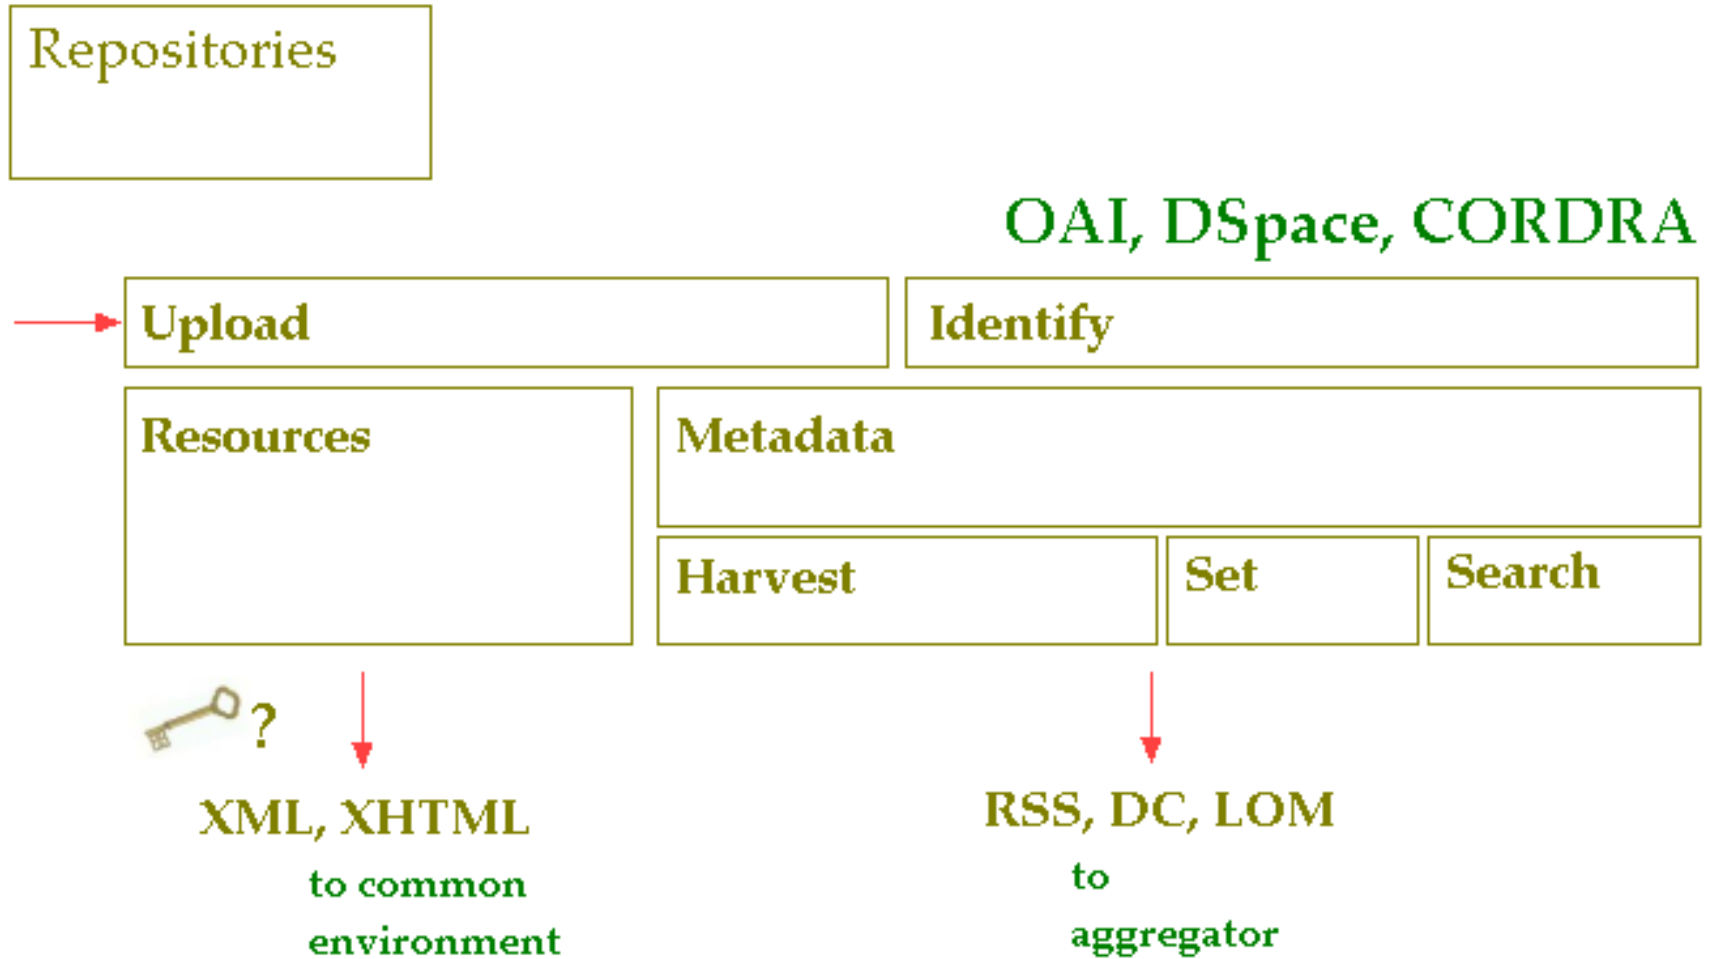 Repositories
OAI, DSpace, CORDRA
Upload
Identify
Resources
Metadata
Harvest
Set
Search
?
XML, XHTML
to common
environment
RSS, DC, LOM
to
aggregator